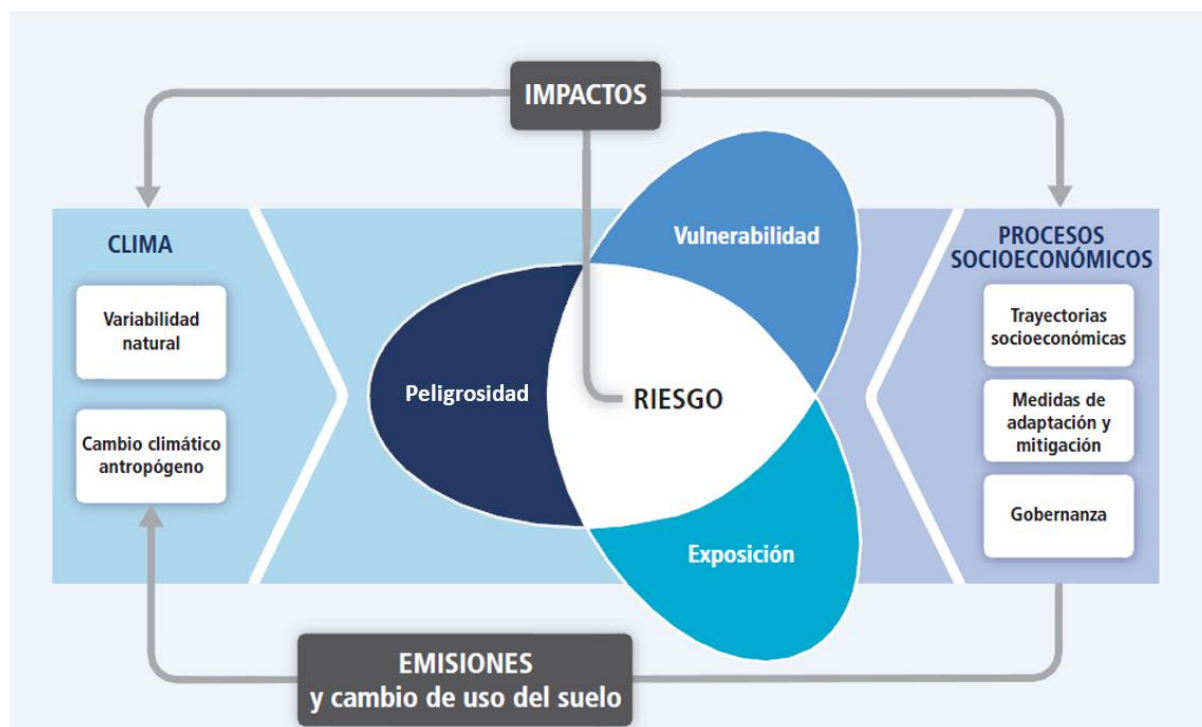 IMPACTOS
CLIMA
Variabilidad
natural
Cambio climático
antropógeno
Vulnerabilidad
Peligrosidad
RIESGO
Exposición
PROCESOS
SOCIOECONÓMICOS
Trayectorias
socioeconómicas
Medidas de
adaptación y
mitigación
Gobernanza
EMISIONES
y cambio de uso del suelo